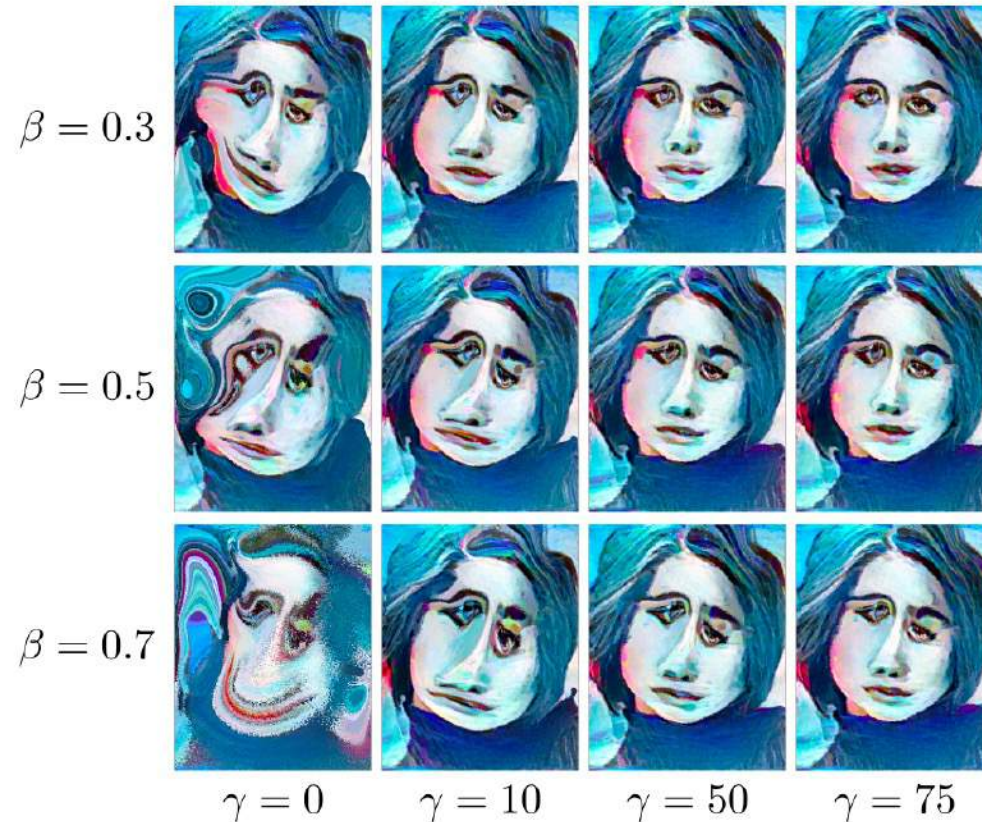 β = 0.3
β = 0.5
β = 0.7
γ = 0 γ = 10 γ = 50 γ = 75